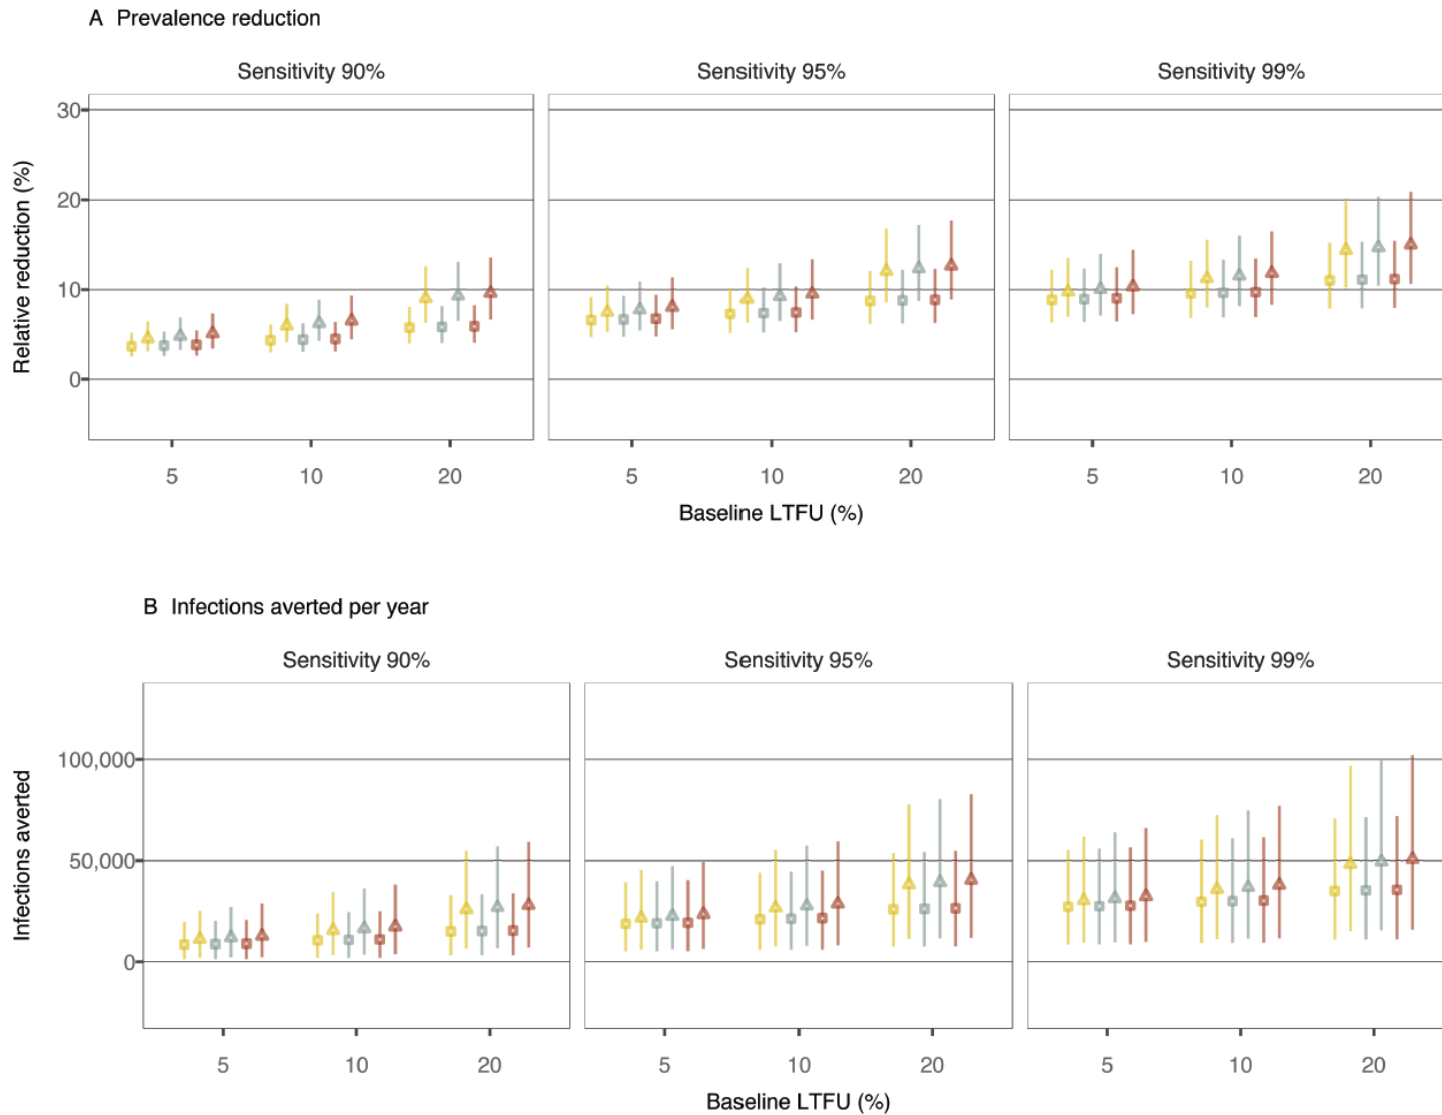 A Prevalence reduction
Sensitivity 90%
Sensitivity 95%
Sensitivity 99%
Relative reduction (%)
30
20
10
0
5
10
20
5
10
20
5
10
20
Baseline LTFU (%)
B Infections averted per year
Sensitivity 90%
Sensitivity 95%
Sensitivity 99%
Infections averted
100,000
50,000
0
5
10
20
5
10
20
5
10
20
Baseline LTFU (%)